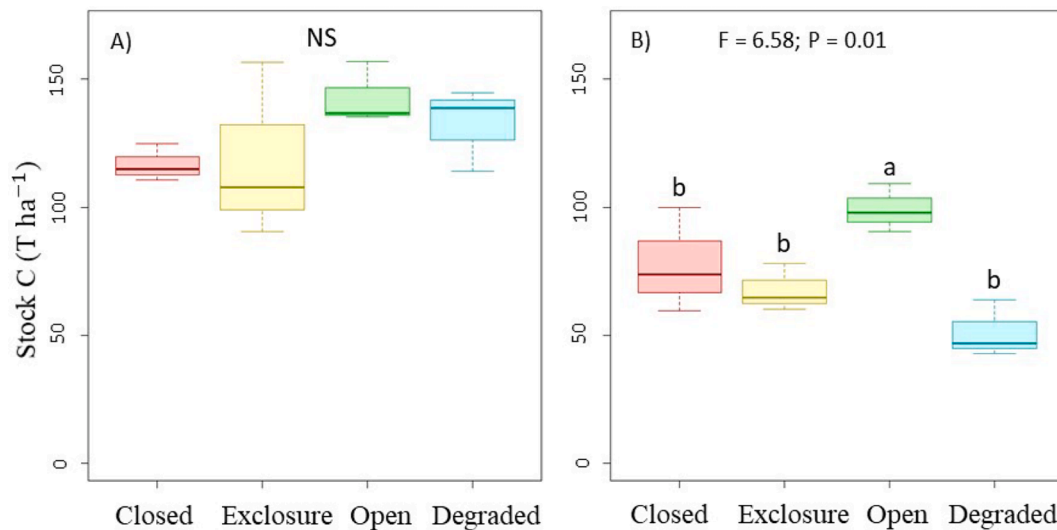 A)
NS
Stock C (T ha⁻¹)
0
50
100
150
Closed Exclosure Open Degraded
B)
F = 6.58; P = 0.01
0
50
100
150
b
b
a
b
Closed Exclosure Open Degraded